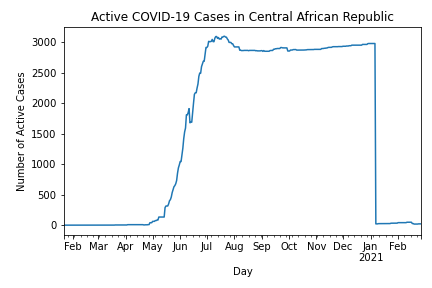 Active COVID-19 Cases in Central African Republic
Number of Active Cases
3000
2500
2000
1500
1000
500
0
Feb Mar Apr May Jun Jul Aug Sep Oct Nov Dec Jan Feb
2021
Day